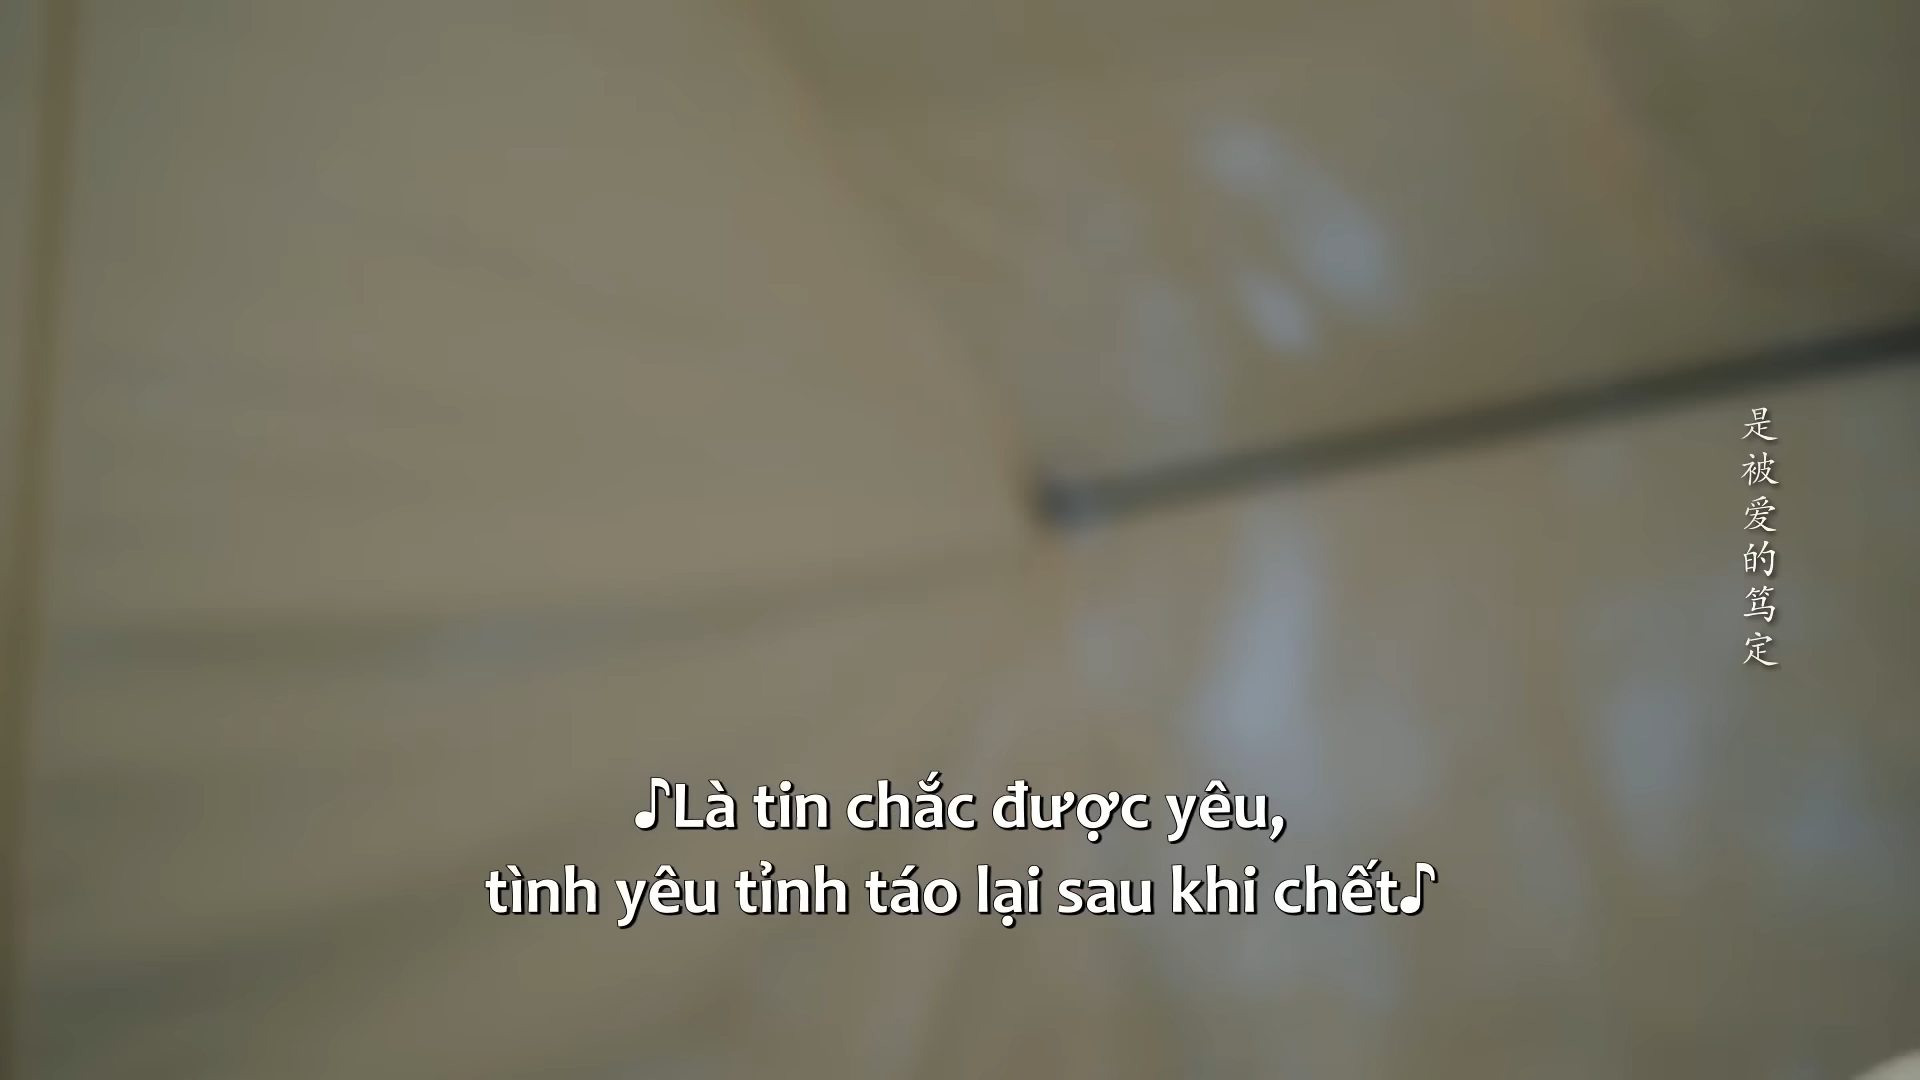 是被爱的笃定
♪Là tin chắc được yêu,
tình yêu tỉnh táo lại sau khi chết♪